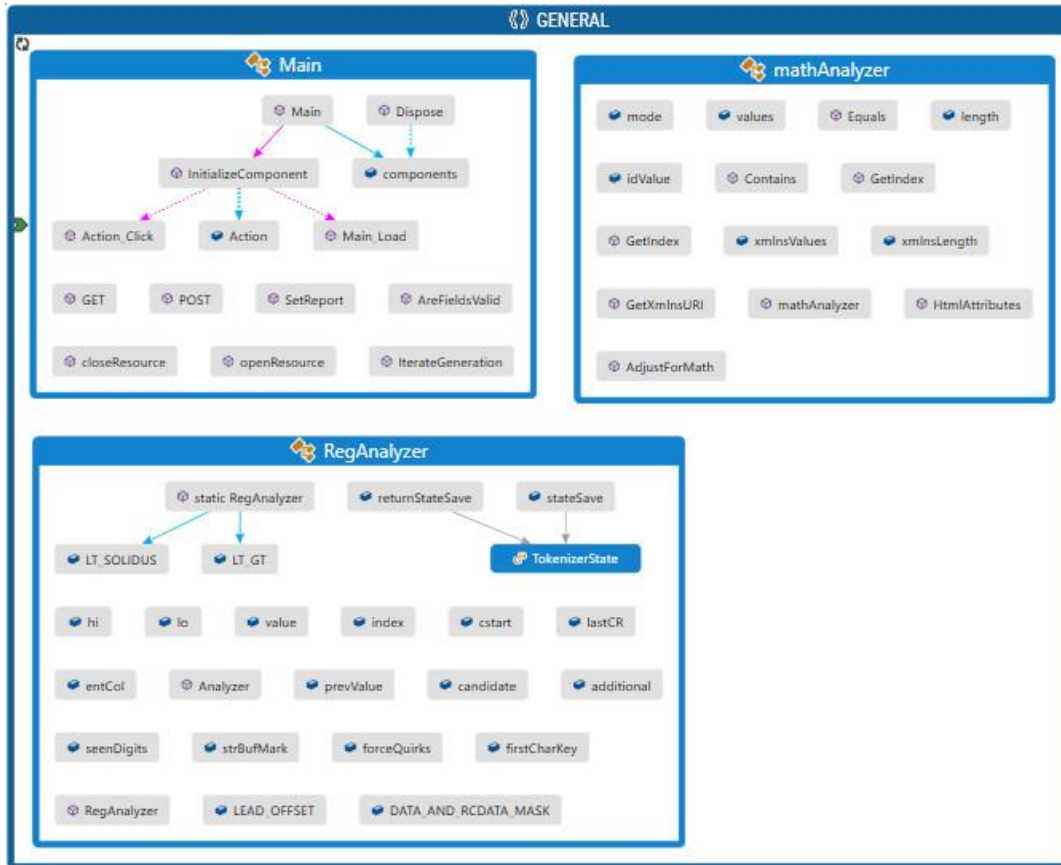 GENERAL
Main
Main Dispose
InitializeComponent components
Action_Click Action Main_Load
GET POST SetReport AreFieldsValid
closeResource openResource IterateGeneration
mathAnalyzer
mode values Equals length
idValue Contains GetIndex
GetIndex xmlnsValues xmlnsLength
GetXmlnsURI mathAnalyzer HtmlAttributes
AdjustForMath
RegAnalyzer
static RegAnalyzer returnStateSave stateSave
LT_SOLIDUS LT_GT TokenizerState
hi lo value index cstart lastCR
entCol Analyzer prevValue candidate additional
seenDigits strBufMark forceQuirks firstCharKey
RegAnalyzer LEAD_OFFSET DATA_AND_RCDATA_MASK